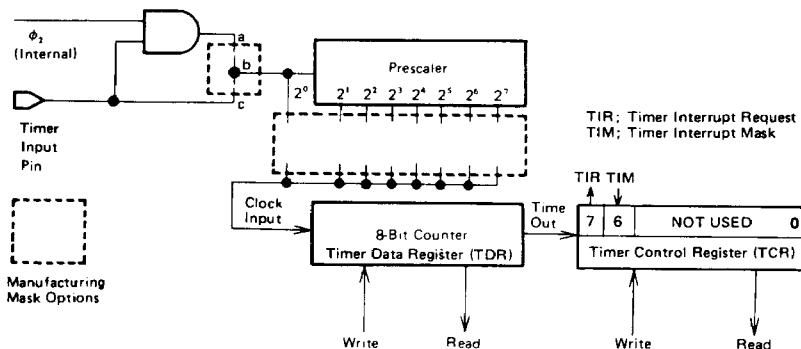 ϕ₂
(Internal)
a
b
c
Timer
Input
Pin
Prescaler
2⁰ 2¹ 2² 2³ 2⁴ 2⁵ 2⁶ 2⁷
TIR; Timer Interrupt Request
TIM; Timer Interrupt Mask
TIR TIM
Clock
Input
8-Bit Counter
Timer Data Register (TDR)
Time
Out
7 6 NOT USED 0
Timer Control Register (TCR)
Manufacturing
Mask Options
Write Read Write Read